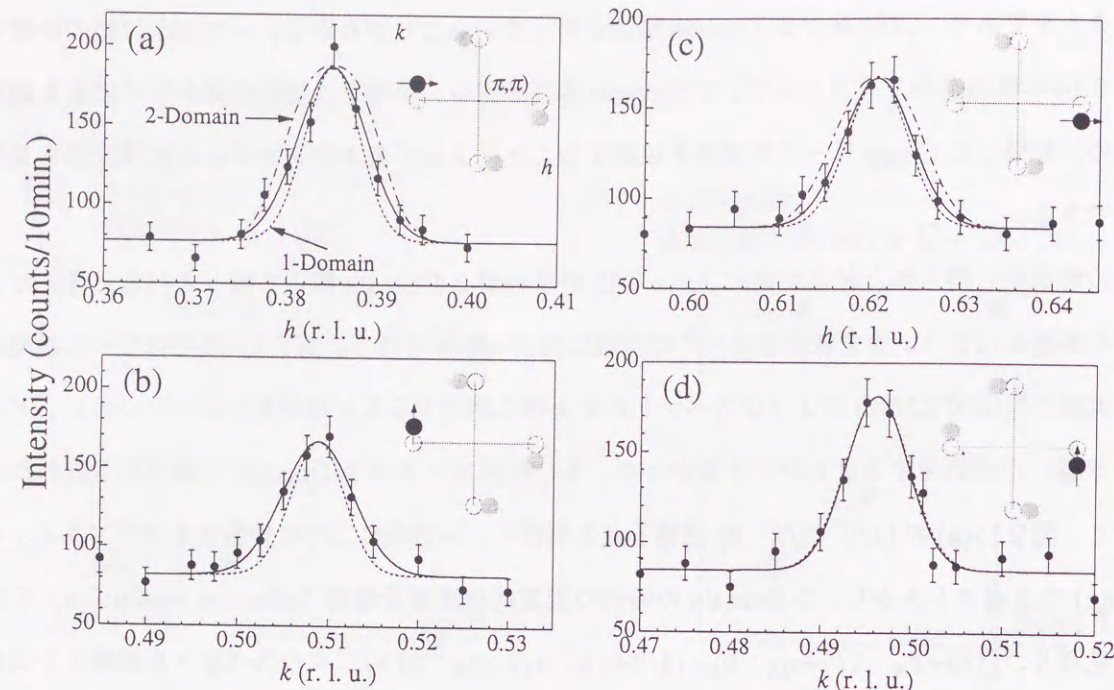 Intensity (counts/10min.)
(a)
k
(π,π)
2-Domain
h
1-Domain
200
150
100
50
0.36 0.37 0.38 0.39 0.40 0.41
h (r. l. u.)
(c)
200
150
100
50
0.60 0.61 0.62 0.63 0.64
h (r. l. u.)
(b)
200
150
100
50
0.49 0.50 0.51 0.52 0.53
k (r. l. u.)
(d)
200
150
100
50
0.47 0.48 0.49 0.50 0.51 0.52
k (r. l. u.)